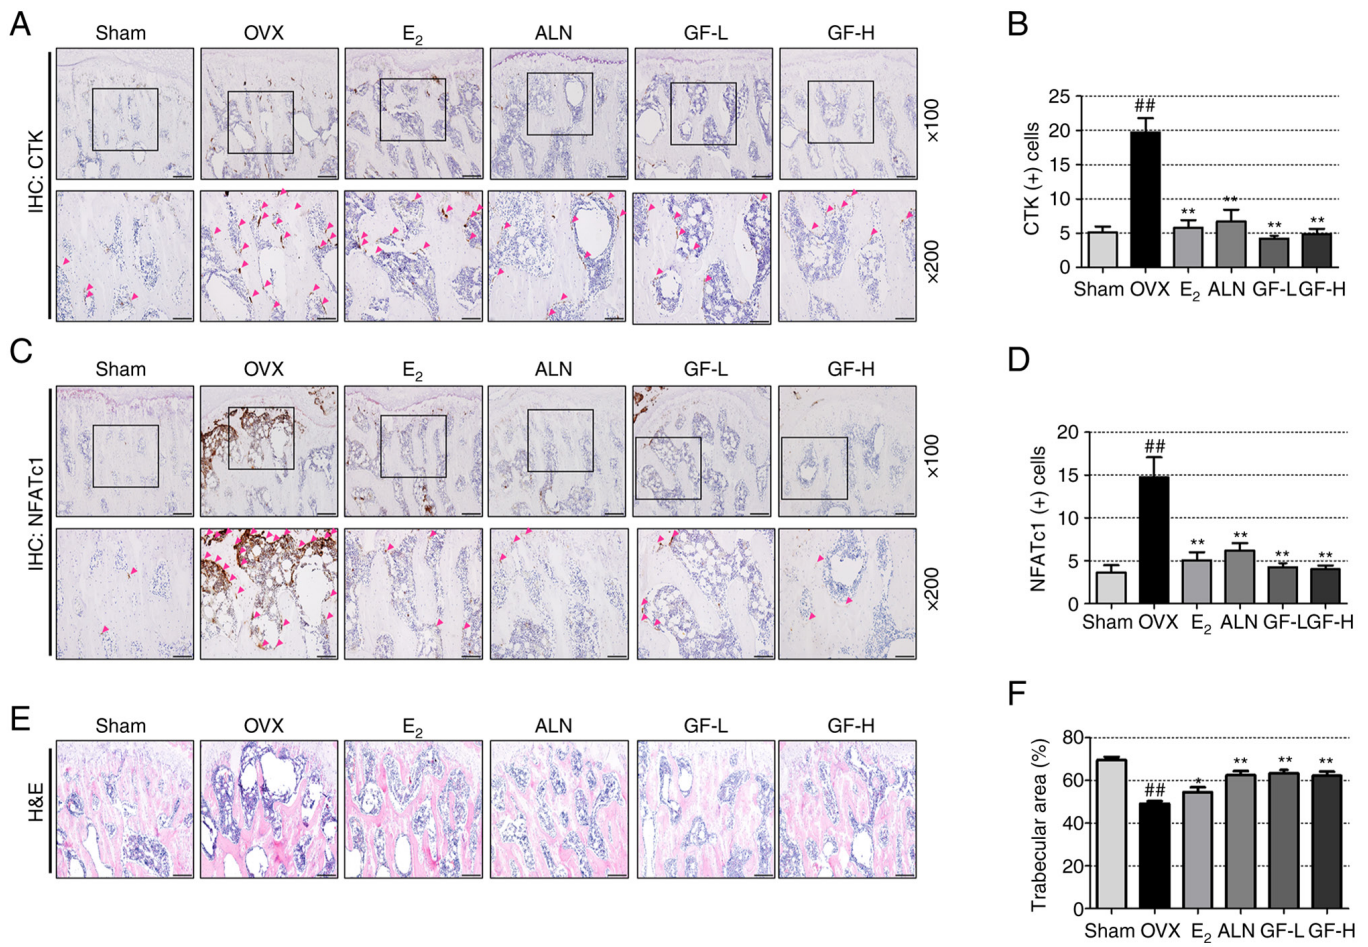 A
Sham OVX E2 ALN GF-L GF-H
IHC: CTK
×100
×200
B
CTK (+) cells
25
20
15
10
5
0
##
** ** ** **
Sham OVX E2 ALN GF-L GF-H
C
Sham OVX E2 ALN GF-L GF-H
IHC: NFATc1
×100
×200
D
NFATc1 (+) cells
20
15
10
5
0
##
** ** ** **
Sham OVX E2 ALN GF-L GF-H
E
Sham OVX E2 ALN GF-L GF-H
H&E
F
Trabecular area (%)
80
60
40
20
0
##
* ** ** **
Sham OVX E2 ALN GF-L GF-H